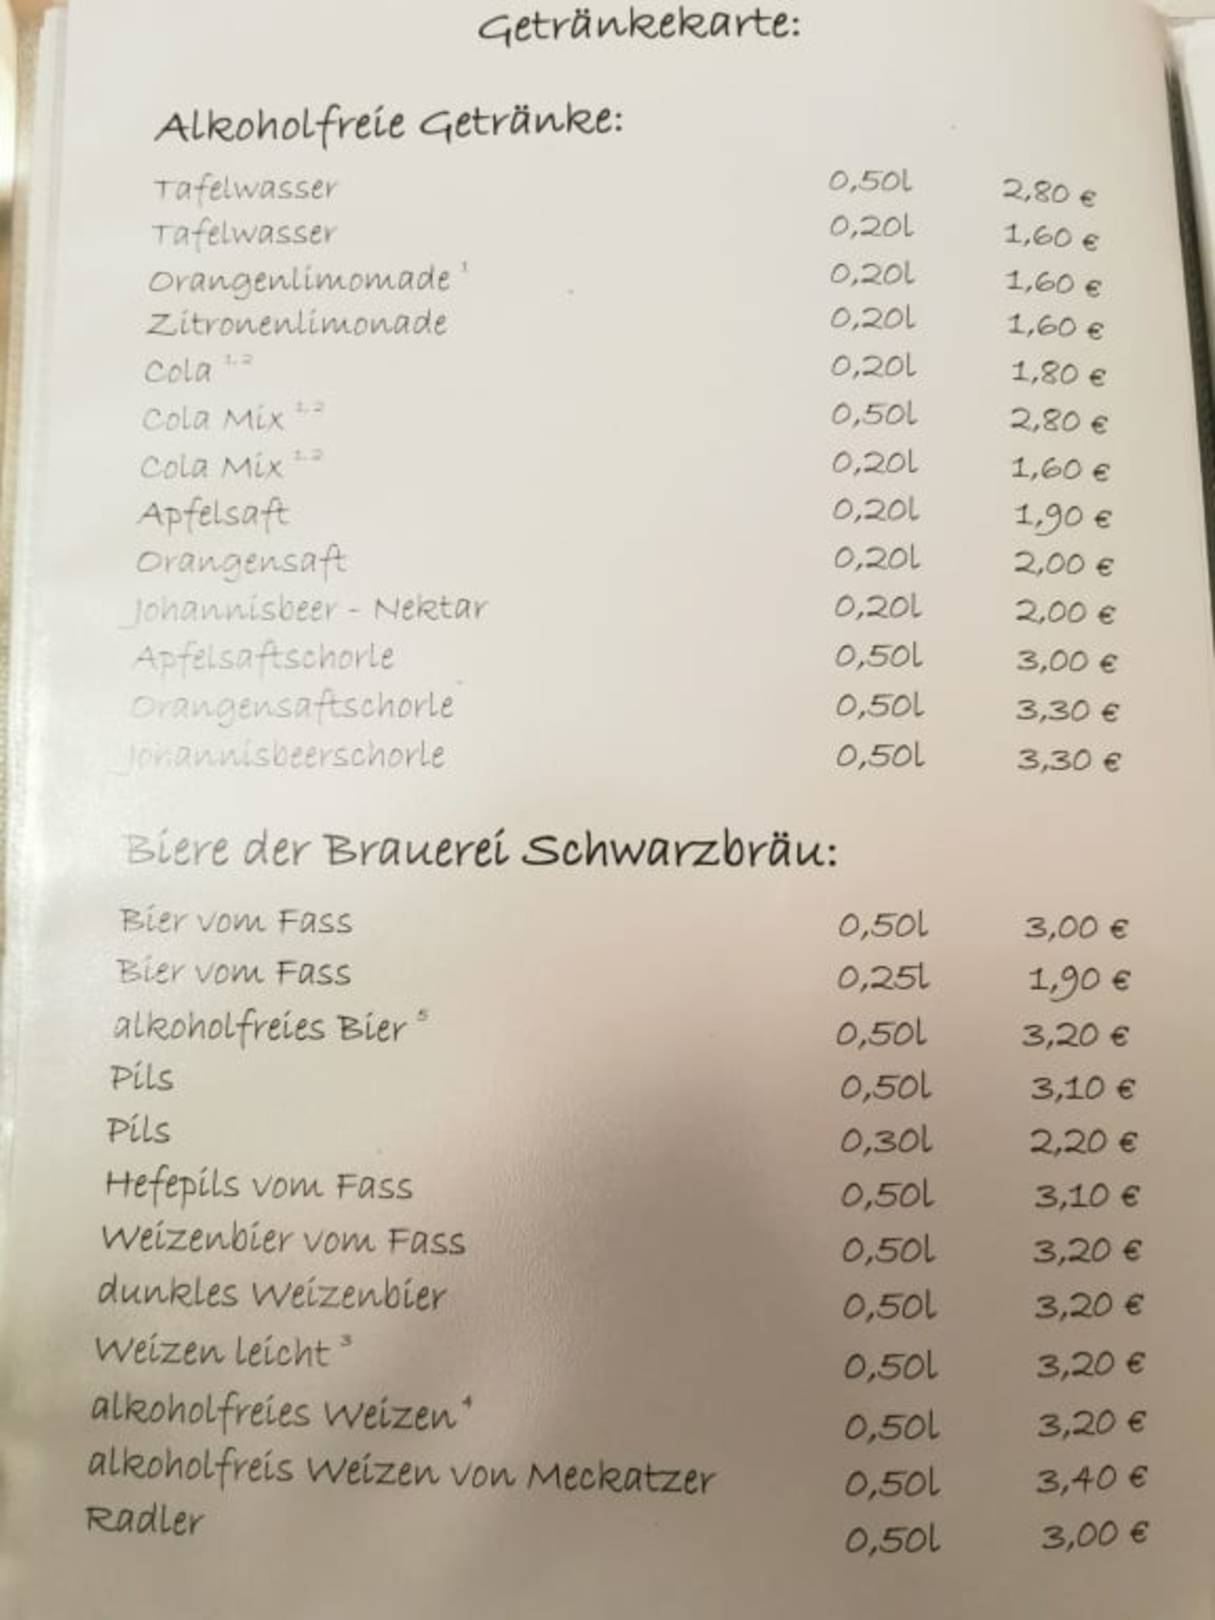 Getränkekarte:
Alkoholfreie Getränke:
Tafelwasser 0,50l 2,80 €
Tafelwasser 0,20l 1,60 €
Orangenlimomade ¹ 0,20l 1,60 €
Zitronenlimonade 0,20l 1,60 €
Cola ¹·² 0,20l 1,80 €
Cola Mix ¹·² 0,50l 2,80 €
Cola Mix ¹·² 0,20l 1,60 €
Apfelsaft 0,20l 1,90 €
Orangensaft 0,20l 2,00 €
Johannisbeer - Nektar 0,20l 2,00 €
Apfelsaftschorle 0,50l 3,00 €
Orangensaftschorle 0,50l 3,30 €
Johannisbeerschorle 0,50l 3,30 €
Biere der Brauerei Schwarzbräu:
Bier vom Fass 0,50l 3,00 €
Bier vom Fass 0,25l 1,90 €
alkoholfreies Bier ⁵ 0,50l 3,20 €
Pils 0,50l 3,10 €
Pils 0,30l 2,20 €
Hefepils vom Fass 0,50l 3,10 €
Weizenbier vom Fass 0,50l 3,20 €
dunkles Weizenbier 0,50l 3,20 €
Weizen leicht ³ 0,50l 3,20 €
alkoholfreies Weizen ⁴ 0,50l 3,20 €
alkoholfreis Weizen von Meckatzer 0,50l 3,40 €
Radler 0,50l 3,00 €